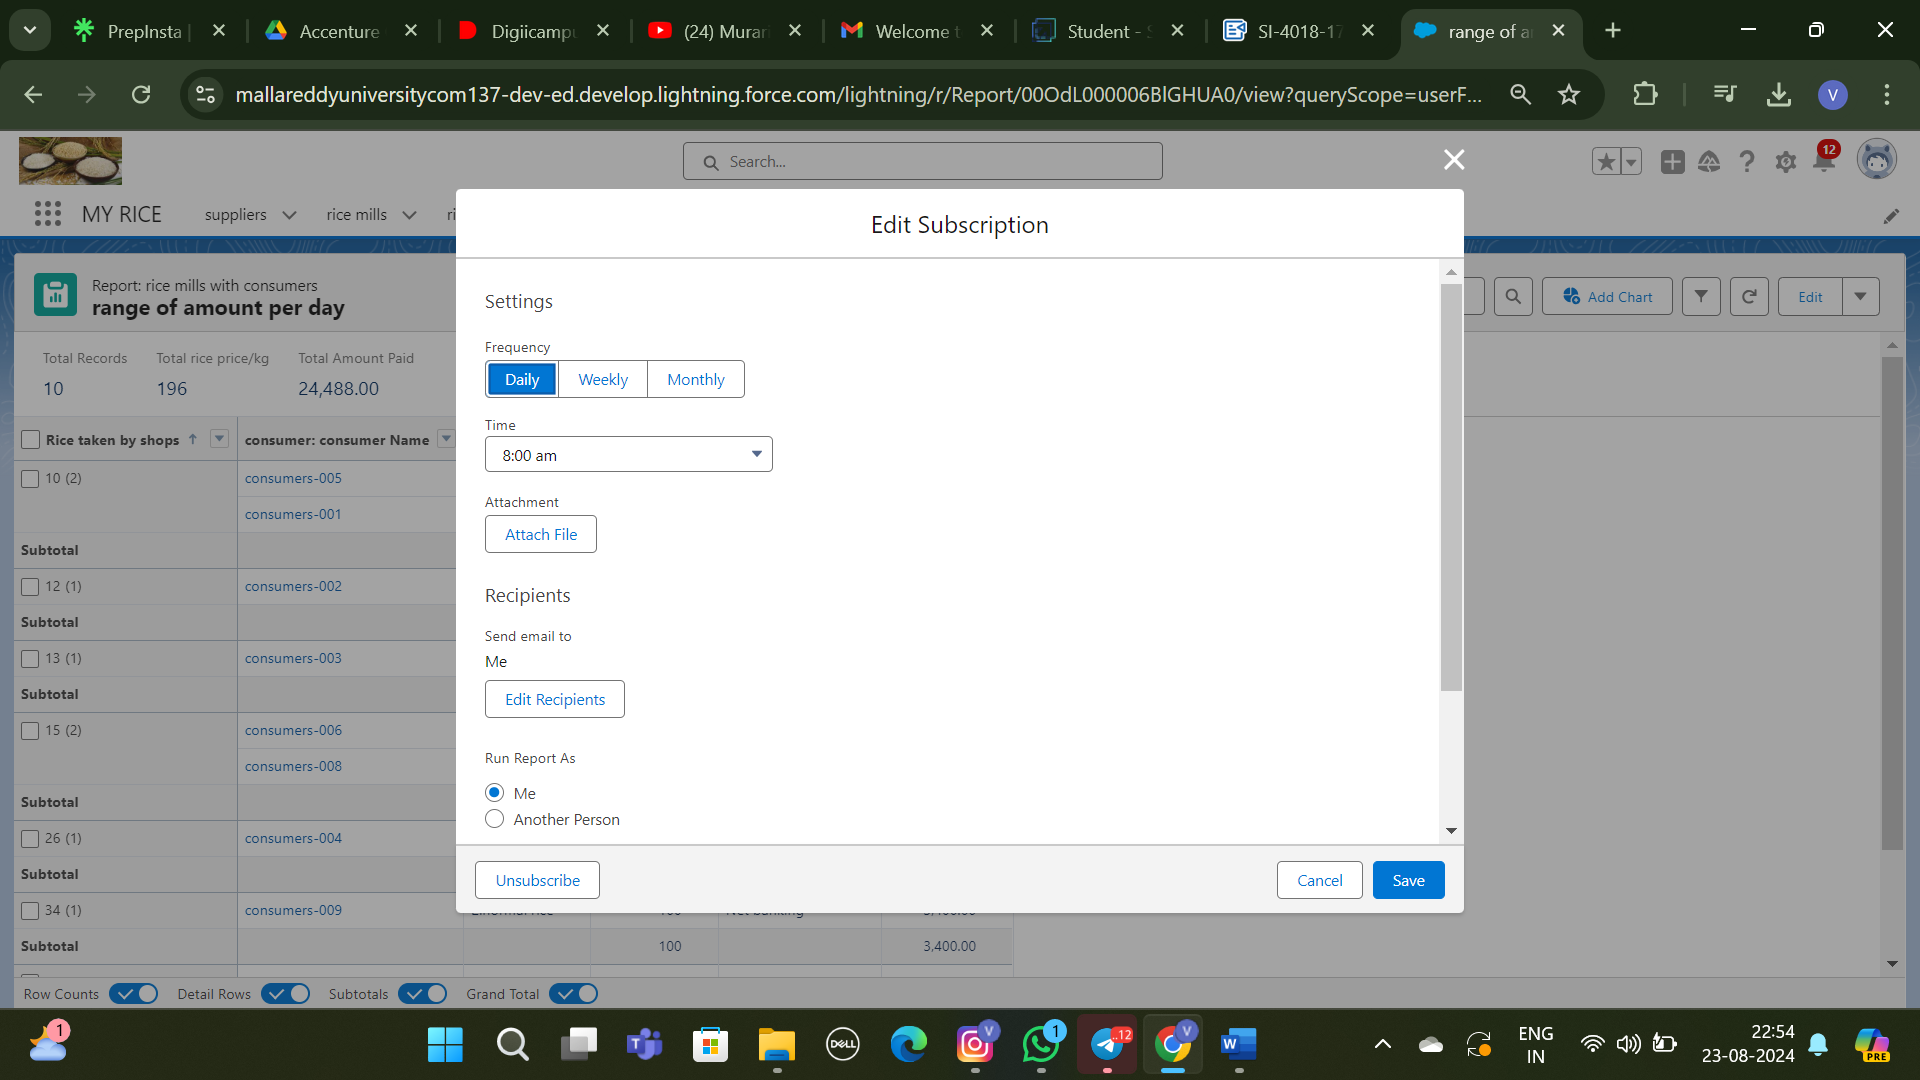 PrepInsta
Accenture
Digiicampu
(24) Murar
Welcome t
Student - S
SI-4018-17
range of a
mallareddyuniversitycom137-dev-ed.develop.lightning.force.com/lightning/r/Report/00OdL000006BlGHUA0/view?queryScope=userF...
V
Search...
12
MY RICE
suppliers
rice mills
Edit Subscription
Report: rice mills with consumers
range of amount per day
Add Chart
Edit
Total Records
Total rice price/kg
Total Amount Paid
10
196
24,488.00
Rice taken by shops ↑
consumer: consumer Name
10 (2)
consumers-005
consumers-001
Subtotal
12 (1)
consumers-002
Subtotal
13 (1)
consumers-003
Subtotal
15 (2)
consumers-006
consumers-008
Subtotal
26 (1)
consumers-004
Subtotal
34 (1)
consumers-009
Subtotal
100
3,400.00
Settings
Frequency
Daily
Weekly
Monthly
Time
8:00 am
Attachment
Attach File
Recipients
Send email to
Me
Edit Recipients
Run Report As
Me
Another Person
Unsubscribe
Cancel
Save
Row Counts
Detail Rows
Subtotals
Grand Total
1
DELL
V
1
..12
V
W
ENG
IN
22:54
23-08-2024
PRE